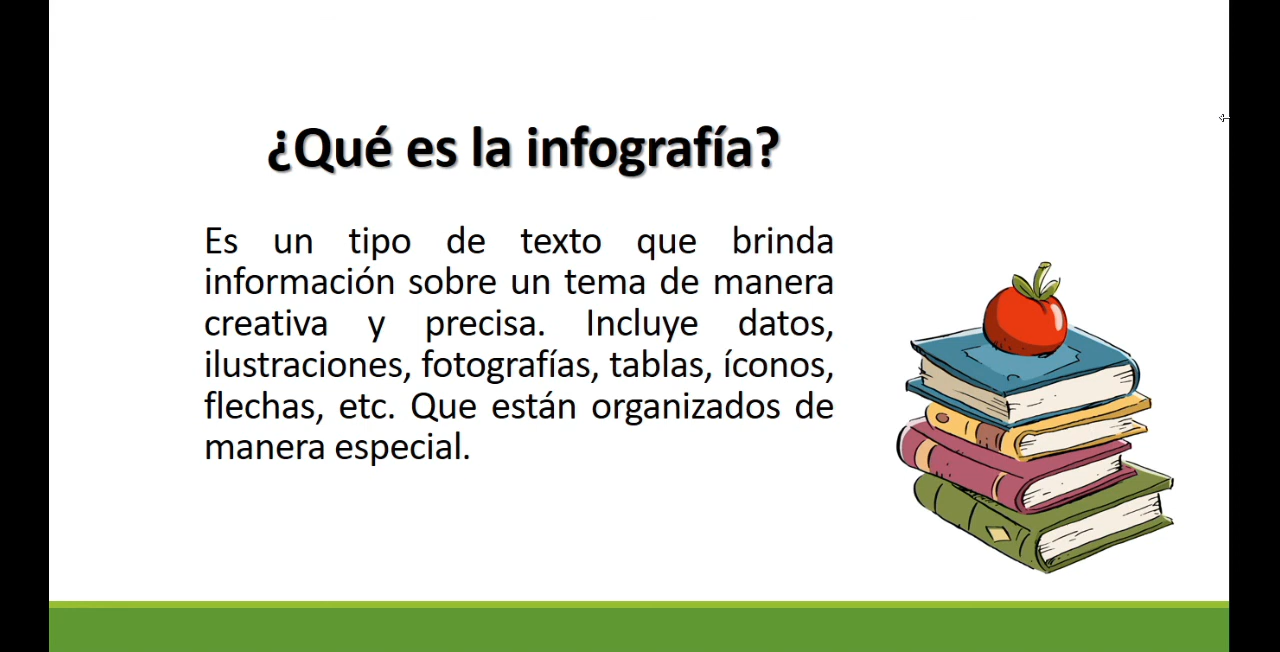 ¿Qué es la infografía?
Es un tipo de texto que brinda
información sobre un tema de manera
creativa y precisa. Incluye datos,
ilustraciones, fotografías, tablas, íconos,
flechas, etc. Que están organizados de
manera especial.